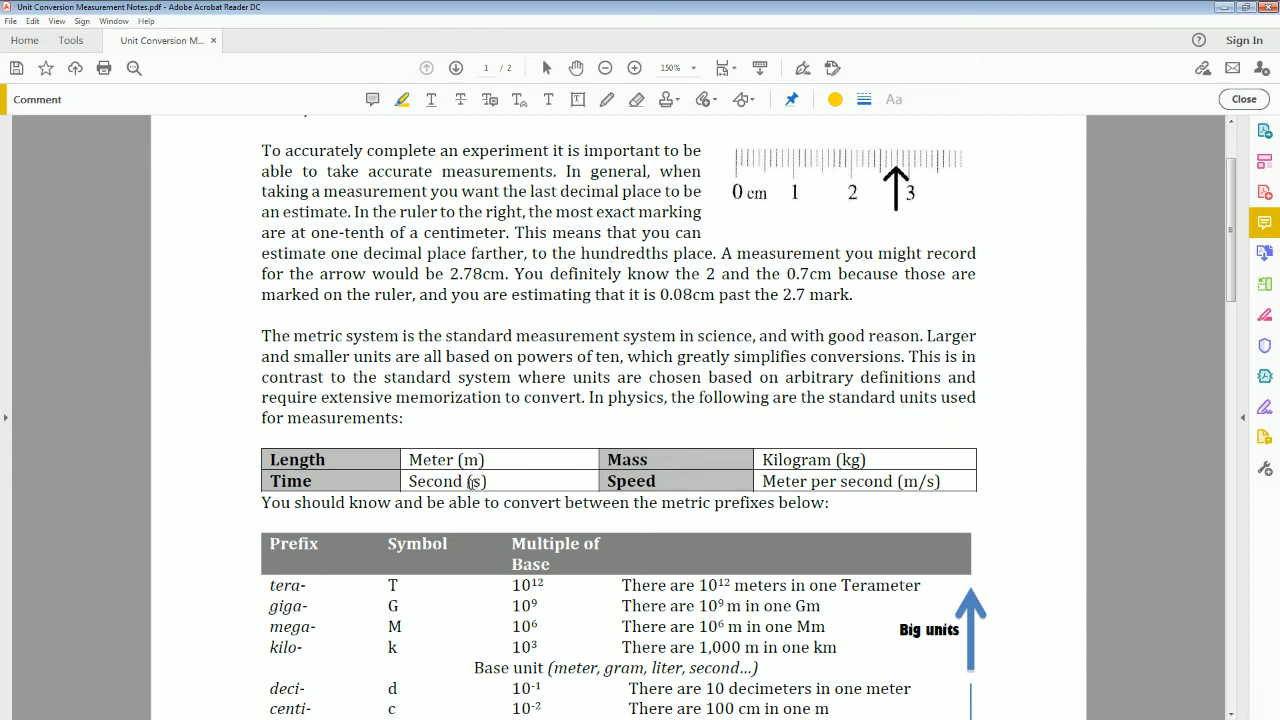 Unit Conversion Measurement Notes.pdf - Adobe Acrobat Reader DC
File Edit View Sign Window Help
Home Tools Unit Conversion M... × Sign In
1 / 2 150%
Comment Aa Close
To accurately complete an experiment it is important to be
able to take accurate measurements. In general, when
taking a measurement you want the last decimal place to be
an estimate. In the ruler to the right, the most exact marking
are at one-tenth of a centimeter. This means that you can
0 cm 1 2 3
estimate one decimal place farther, to the hundredths place. A measurement you might record
for the arrow would be 2.78cm. You definitely know the 2 and the 0.7cm because those are
marked on the ruler, and you are estimating that it is 0.08cm past the 2.7 mark.
The metric system is the standard measurement system in science, and with good reason. Larger
and smaller units are all based on powers of ten, which greatly simplifies conversions. This is in
contrast to the standard system where units are chosen based on arbitrary definitions and
require extensive memorization to convert. In physics, the following are the standard units used
for measurements:
Length Meter (m) Mass Kilogram (kg)
Time Second (s) Speed Meter per second (m/s)
You should know and be able to convert between the metric prefixes below:
Prefix Symbol Multiple of
Base
tera- T 10¹² There are 10¹² meters in one Terameter
giga- G 10⁹ There are 10⁹ m in one Gm
mega- M 10⁶ There are 10⁶ m in one Mm
Big units
kilo- k 10³ There are 1,000 m in one km
Base unit (meter, gram, liter, second...)
deci- d 10⁻¹ There are 10 decimeters in one meter
centi- c 10⁻² There are 100 cm in one m